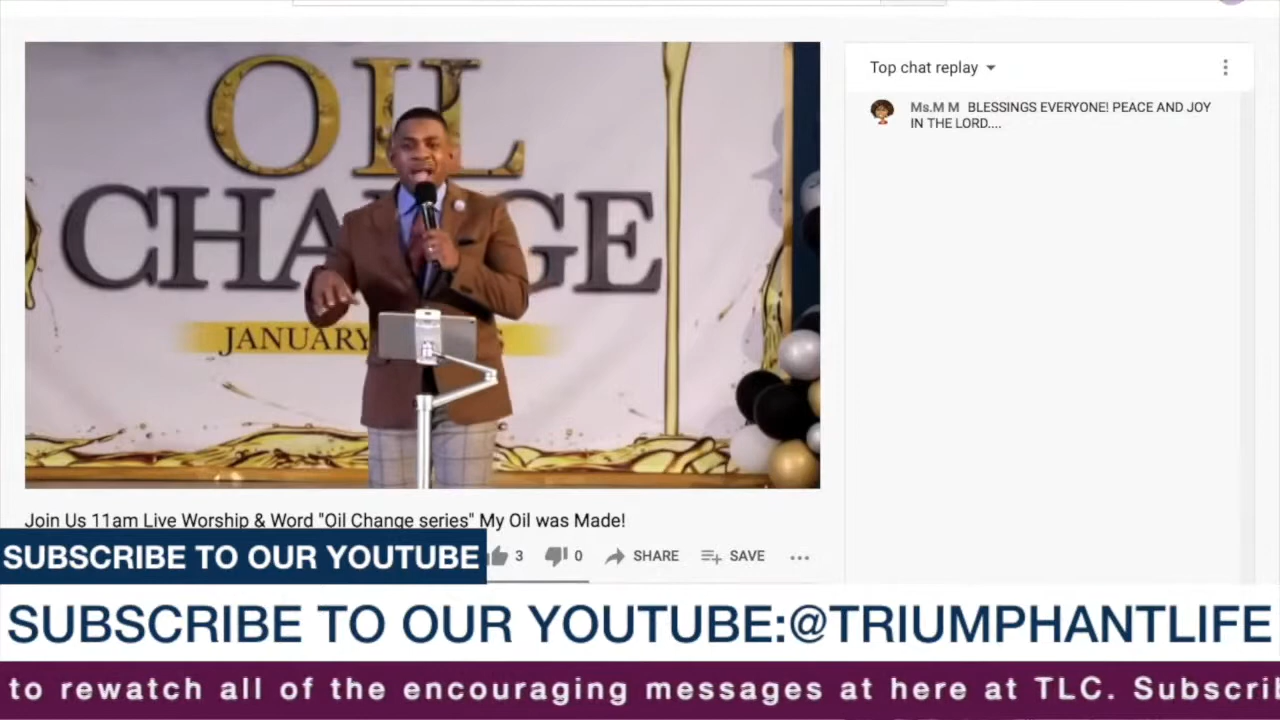 OIL
CHANGE
JANUARY
Top chat replay
Ms.M M BLESSINGS EVERYONE! PEACE AND JOY
IN THE LORD....
Join Us 11am Live Worship & Word "Oil Change series" My Oil was Made!
3
0
SHARE
SAVE
SUBSCRIBE TO OUR YOUTUBE
SUBSCRIBE TO OUR YOUTUBE:@TRIUMPHANTLIFE
to rewatch all of the encouraging messages at here at TLC. Subscri